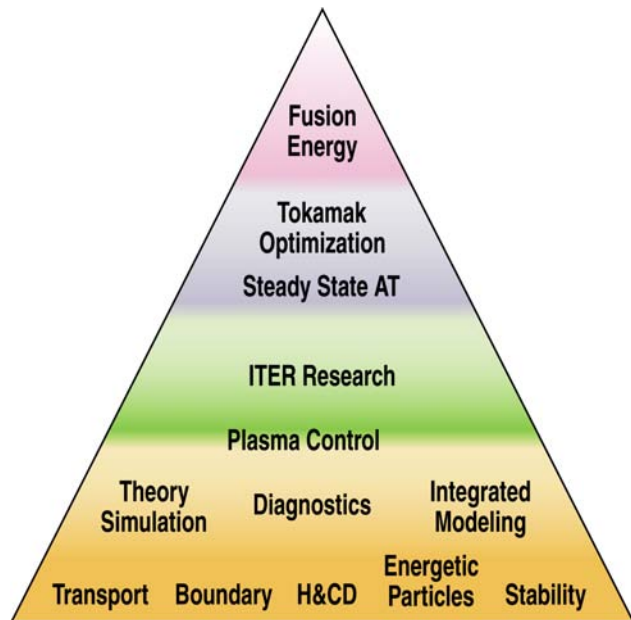 Fusion
Energy
Tokamak
Optimization
Steady State AT
ITER Research
Plasma Control
Theory
Simulation
Diagnostics
Integrated
Modeling
Transport
Boundary
H&CD
Energetic
Particles
Stability